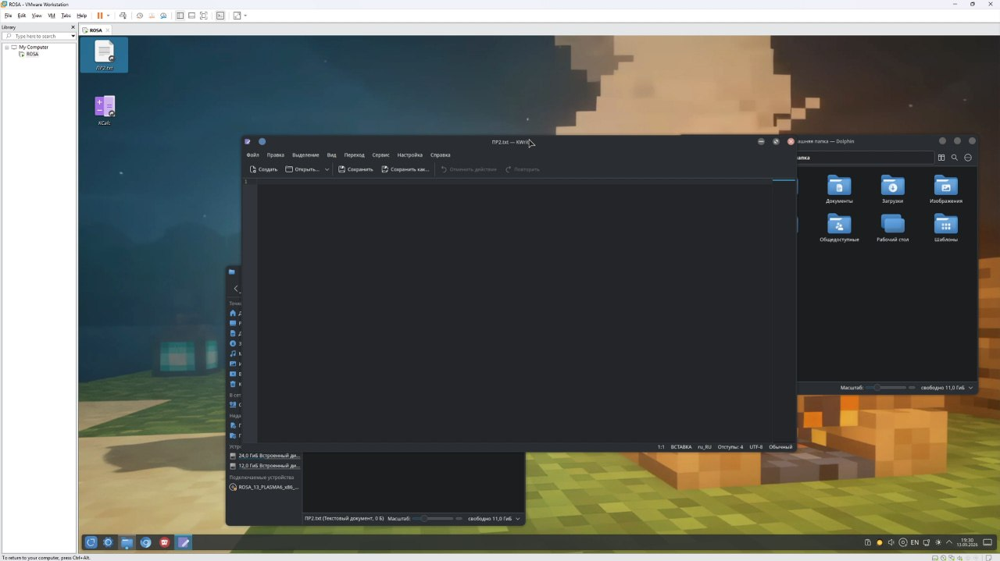 ROSA - VMware Workstation
File Edit View VM Tabs Help
Library
Type here to search
My Computer
ROSA
ROSA
ПР2.txt
KCalc
ПР2.txt — KWrite
Файл Правка Выделение Вид Переход Сервис Настройка Справка
Создать Открыть... Сохранить Сохранить как... Отменить действие Повторить
1
1:1 ВСТАВКА ru_RU Отступы: 4 UTF-8 Обычный
ашняя папка — Dolphin
апка
Документы Загрузки Изображения
Общедоступные Рабочий стол Шаблоны
Масштаб: свободно 11,0 ГиБ
Точк
В сет
Неда
Устро
24,0 ГиБ Встроенный ди...
12,0 ГиБ Встроенный ди...
Подключаемые устройства
ROSA_13_PLASMA6_x86_...
ПР2.txt (Текстовый документ, 0 Б) Масштаб: свободно 11,0 ГиБ
EN
19:30
13.09.2026
To return to your computer, press Ctrl+Alt.